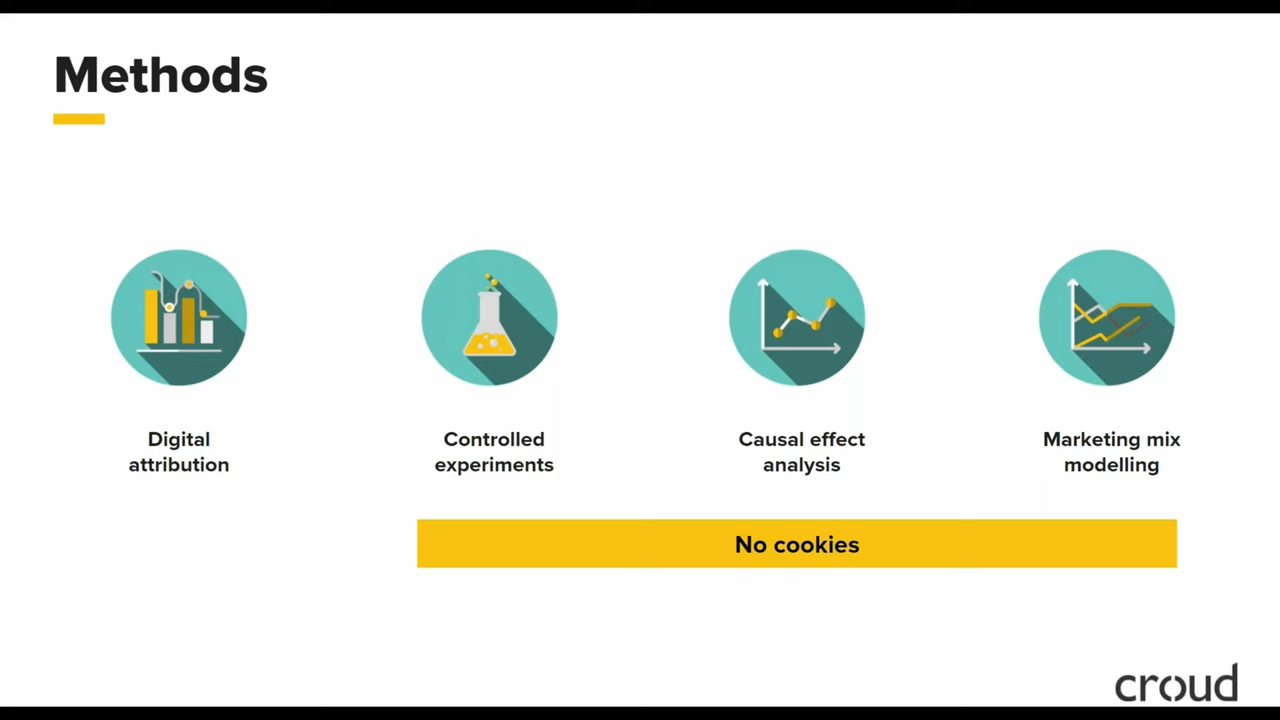 Methods
Digital
attribution
Controlled
experiments
Causal effect
analysis
Marketing mix
modelling
No cookies
croud